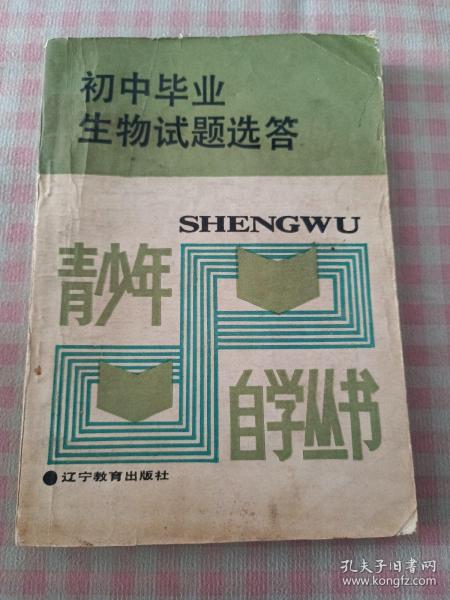 初中毕业
生物试题选答
SHENGWU
青少年
自学丛书
辽宁教育出版社
孔夫子旧书网
www.kongfz.com